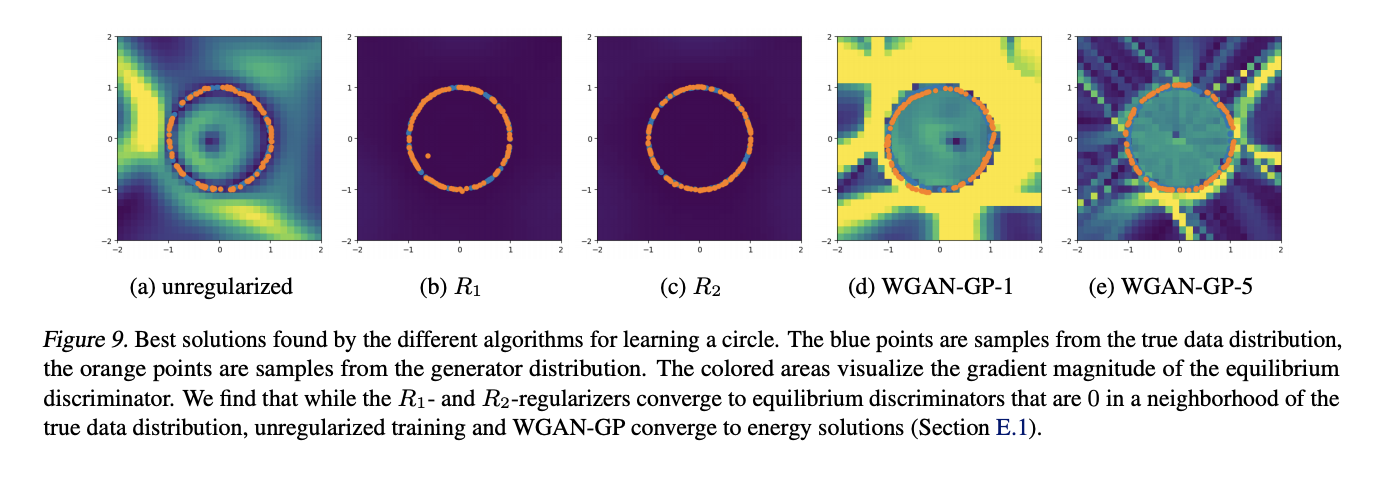 2
1
0
−1
−2
−2 −1 0 1 2
2
1
0
−1
−2
−2 −1 0 1 2
2
1
0
−1
−2
−2 −1 0 1 2
2
1
0
−1
−2
−2 −1 0 1 2
2
1
0
−1
−2
−2 −1 0 1 2
(a) unregularized
(b) R₁
(c) R₂
(d) WGAN-GP-1
(e) WGAN-GP-5
Figure 9. Best solutions found by the different algorithms for learning a circle. The blue points are samples from the true data distribution,
the orange points are samples from the generator distribution. The colored areas visualize the gradient magnitude of the equilibrium
discriminator. We find that while the R₁- and R₂-regularizers converge to equilibrium discriminators that are 0 in a neighborhood of the
true data distribution, unregularized training and WGAN-GP converge to energy solutions (Section E.1).